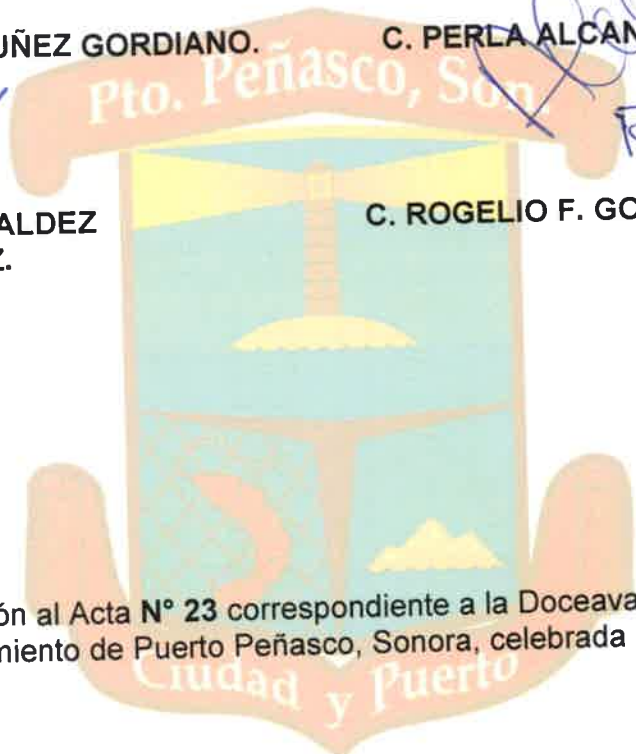 UÑEZ GORDIANO.
C. PERLA ALCAN
Pto. Peñasco, Son.
ALDEZ
Z.
C. ROGELIO F. GO
ón al Acta N° 23 correspondiente a la Doceava
miento de Puerto Peñasco, Sonora, celebrada
Ciudad y Puerto